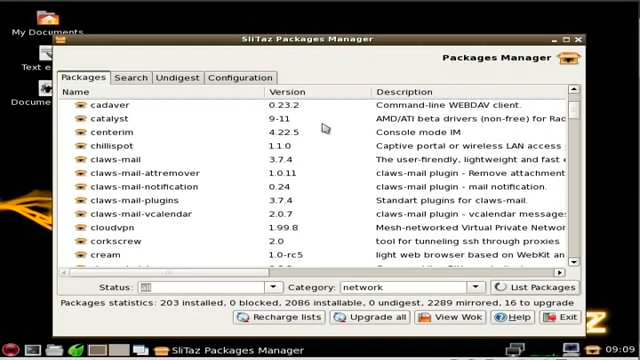 My Documents
SliTaz Packages Manager
Packages Manager
Text e
Packages Search Undigest Configuration
Name Version Description
Docume
cadaver 0.23.2 Command-line WEBDAV client.
catalyst 9-11 AMD/ATI beta drivers (non-free) for Rad
centerim 4.22.5 Console mode IM
chillispot 1.1.0 Captive portal or wireless LAN access
claws-mail 3.7.4 The user-friendly, lightweight and fast
claws-mail-attremover 1.0.11 claws-mail plugin - Remove attachment
claws-mail-notification 0.24 claws-mail plugin - mail notification.
claws-mail-plugins 3.7.4 Standart plugins for claws-mail.
claws-mail-vcalendar 2.0.7 claws-mail plugin - vcalendar messages
cloudvpn 1.99.8 Mesh-networked Virtual Private Network
corkscrew 2.0 tool for tunneling ssh through proxies
cream 1.0-rc5 light web browser based on WebKit an
Status: all Category: network List Packages
Packages statistics: 203 installed, 0 blocked, 2086 installable, 0 undigest, 2289 mirrored, 16 to upgrade
Recharge lists Upgrade all View Wok Help Exit
SliTaz Packages Manager 09:09